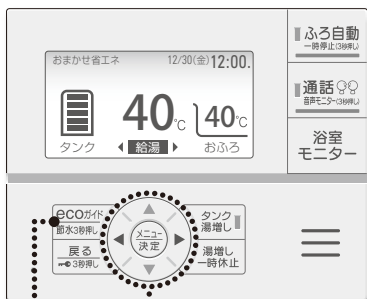 おまかせ省エネ 12/30(金)12:00.
40℃ 40℃
タンク 給湯 おふろ
ふろ自動
一時停止(3秒押し)
通話
音声モニター(3秒押し)
浴室
モニター
ecoガイド
節水3秒押し
戻る
3秒押し
メニュー
決定
タンク
湯増し
湯増し
一時休止